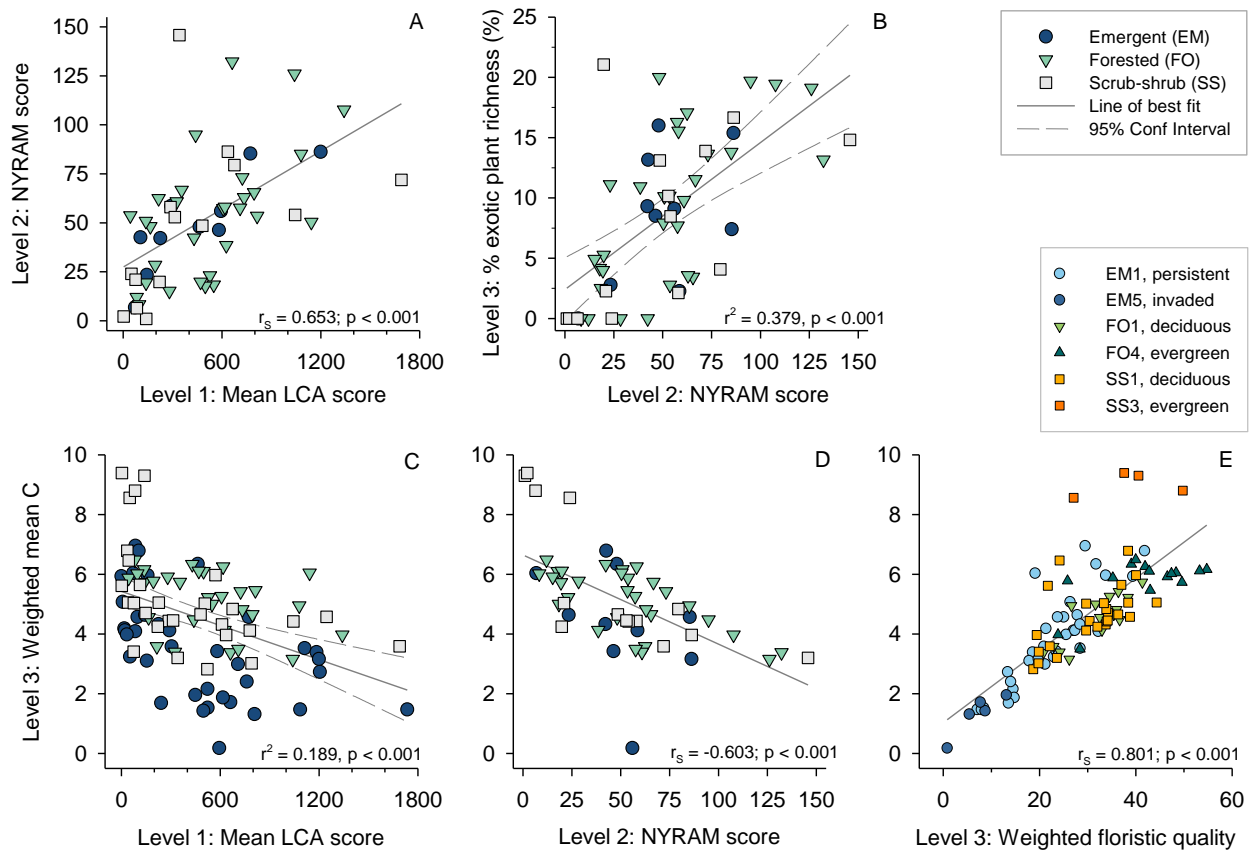 A
Level 2: NYRAM score
150
125
100
75
50
25
0
r_S = 0.653; p < 0.001
0 600 1200 1800
Level 1: Mean LCA score
B
Level 3: % exotic plant richness (%)
25
20
15
10
5
0
r² = 0.379, p < 0.001
0 25 50 75 100 125 150
Level 2: NYRAM score
Emergent (EM)
Forested (FO)
Scrub-shrub (SS)
Line of best fit
95% Conf Interval
EM1, persistent
EM5, invaded
FO1, deciduous
FO4, evergreen
SS1, deciduous
SS3, evergreen
C
Level 3: Weighted mean C
10
8
6
4
2
0
r² = 0.189, p < 0.001
0 600 1200 1800
Level 1: Mean LCA score
D
10
8
6
4
2
0
r_S = -0.603; p < 0.001
0 25 50 75 100 125 150
Level 2: NYRAM score
E
10
8
6
4
2
0
r_S = 0.801; p < 0.001
0 20 40 60
Level 3: Weighted floristic quality